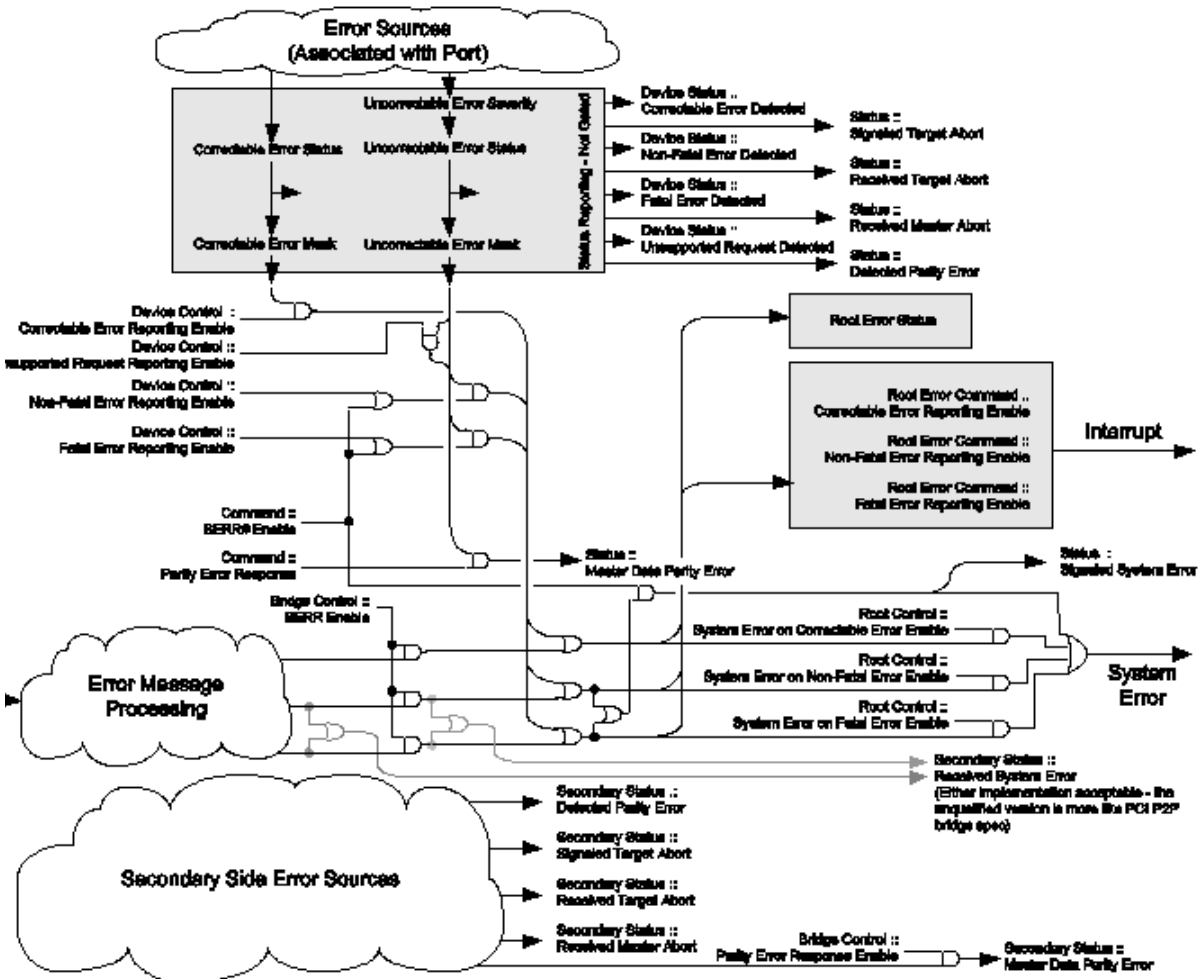 Error Sources
(Associated with Port)
Uncorrectable Error Severity
Correctable Error Status
Uncorrectable Error Status
Correctable Error Mask
Uncorrectable Error Mask
Status Reporting - Not Gated
Device Status ::
Correctable Error Detected
Status ::
Signaled Target Abort
Device Status ::
Non-Fatal Error Detected
Status ::
Received Target Abort
Device Status ::
Fatal Error Detected
Status ::
Received Master Abort
Device Status ::
Unsupported Request Detected
Status ::
Detected Parity Error
Device Control ::
Correctable Error Reporting Enable
Device Control ::
nsupported Request Reporting Enable
Device Control ::
Non-Fatal Error Reporting Enable
Device Control ::
Fatal Error Reporting Enable
Root Error Status
Root Error Command ::
Correctable Error Reporting Enable
Root Error Command ::
Non-Fatal Error Reporting Enable
Root Error Command ::
Fatal Error Reporting Enable
Interrupt
Command ::
SERR# Enable
Command ::
Parity Error Response
Status ::
Master Data Parity Error
Status ::
Signaled System Error
Bridge Control ::
SERR Enable
Root Control ::
System Error on Correctable Error Enable
Root Control ::
System Error on Non-Fatal Error Enable
Root Control ::
System Error on Fatal Error Enable
System
Error
Error Message
Processing
Secondary Status ::
Received System Error
(Either implementation acceptable - the
unqualified version is more like PCI P2P
bridge spec)
Secondary Side Error Sources
Secondary Status ::
Detected Parity Error
Secondary Status ::
Signaled Target Abort
Secondary Status ::
Received Target Abort
Secondary Status ::
Received Master Abort
Bridge Control ::
Parity Error Response Enable
Secondary Status ::
Master Data Parity Error